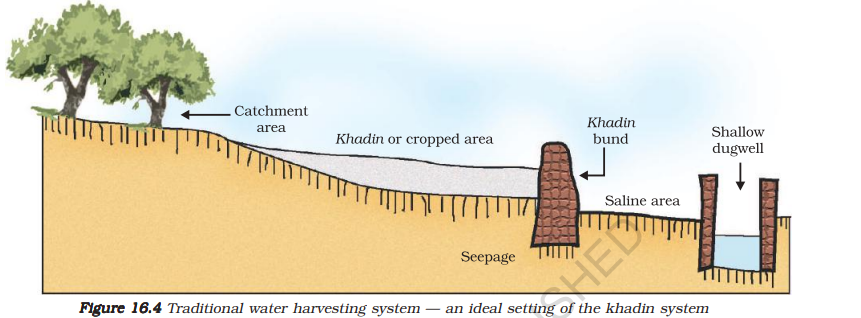 Catchment
area
Khadin or cropped area
Khadin
bund
Shallow
dugwell
Saline area
Seepage
SHED
Figure 16.4 Traditional water harvesting system — an ideal setting of the khadin system